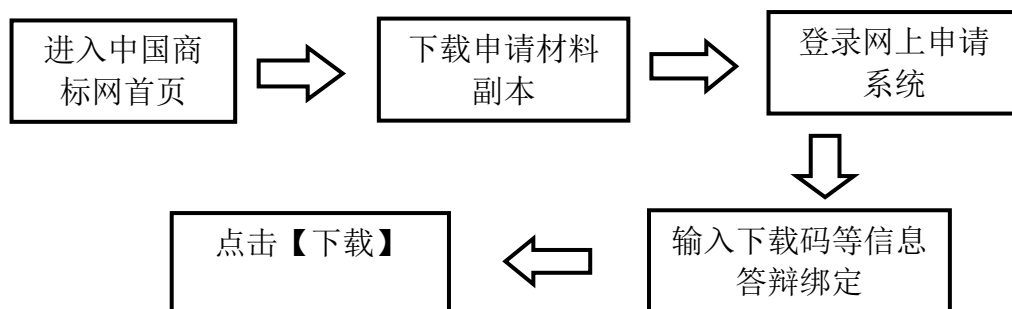 进入中国商
标网首页
下载申请材料
副本
登录网上申请
系统
输入下载码等信息
答辩绑定
点击【下载】